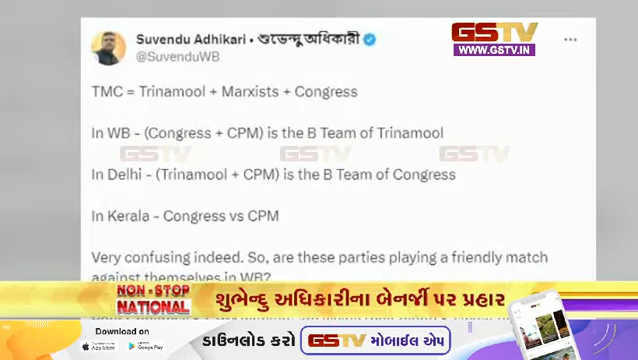 GSTV
WWW.GSTV.IN
Suvendu Adhikari • শুভেন্দু অধিকারী
@SuvenduWB
TMC = Trinamool + Marxists + Congress
In WB - (Congress + CPM) is the B Team of Trinamool
GSTV GSTV GSTV
In Delhi - (Trinamool + CPM) is the B Team of Congress
In Kerala - Congress vs CPM
Very confusing indeed. So, are these parties playing a friendly match
against themselves in WB?
NON-STOP
NATIONAL
શુભેન્દુ અધિકારીના બેનર્જી પર પ્રહાર
Download on
App Store Google Play
ડાઉનલોડ કરો GSTV મોબાઈલ એપ